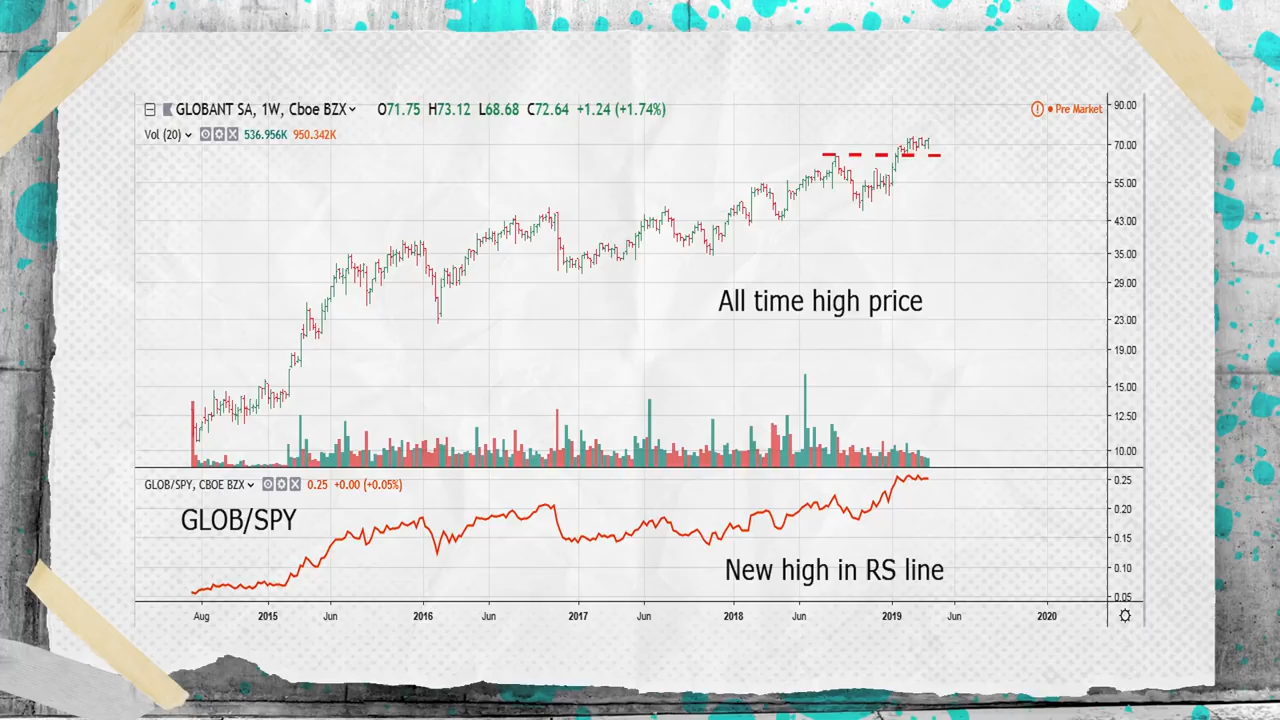 GLOBANT SA, 1W, Cboe BZX O71.75 H73.12 L68.68 C72.64 +1.24 (+1.74%)
Pre Market
Vol (20) 536.956K 950.342K
90.00
70.00
55.00
43.00
35.00
29.00
23.00
19.00
15.00
12.50
10.00
All time high price
GLOB/SPY, CBOE BZX 0.25 +0.00 (+0.05%)
GLOB/SPY
New high in RS line
0.25
0.20
0.15
0.10
0.05
Aug 2015 Jun 2016 Jun 2017 Jun 2018 Jun 2019 Jun 2020